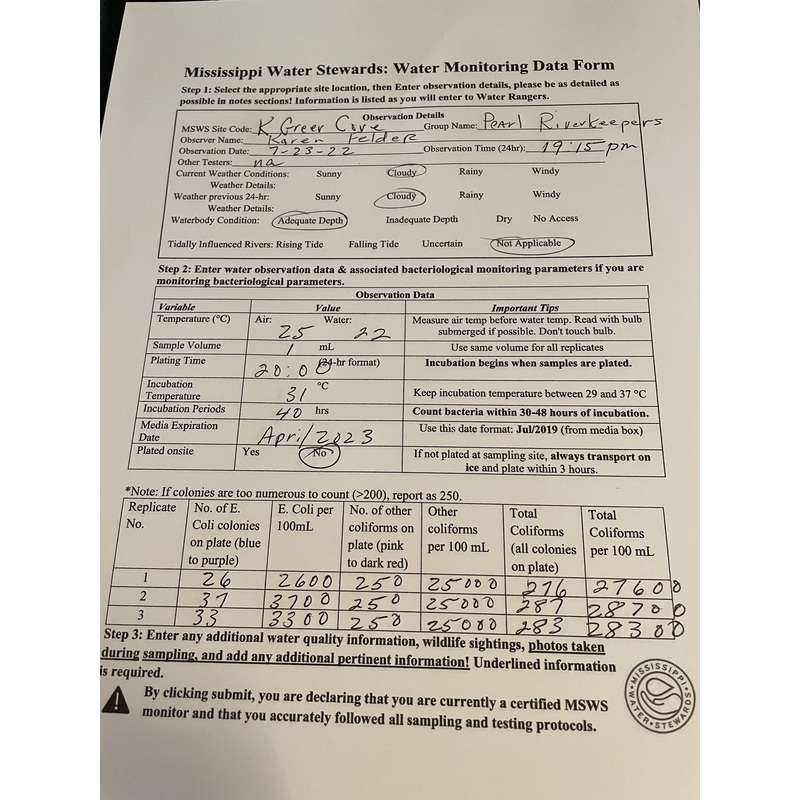 Mississippi Water Stewards: Water Monitoring Data Form
Step 1: Select the appropriate site location, then Enter observation details, please be as detailed as
possible in notes sections! Information is listed as you will enter to Water Rangers.
Observation Details
MSWS Site Code: K Greer Cove Group Name: Pearl Riverkeepers
Observer Name: Karen Felder
Observation Date: 7-23-22 Observation Time (24hr): 19:15 pm
Other Testers: na
Current Weather Conditions: Sunny Cloudy Rainy Windy
Weather Details:
Weather previous 24-hr: Sunny Cloudy Rainy Windy
Weather Details:
Waterbody Condition: Adequate Depth Inadequate Depth Dry No Access
Tidally Influenced Rivers: Rising Tide Falling Tide Uncertain Not Applicable
Step 2: Enter water observation data & associated bacteriological monitoring parameters if you are
monitoring bacteriological parameters.
Observation Data
Variable Value Important Tips
Temperature (°C) Air: 25 Water: 22 Measure air temp before water temp. Read with bulb
submerged if possible. Don't touch bulb.
Sample Volume 1 mL Use same volume for all replicates
Plating Time 20:00 (24-hr format) Incubation begins when samples are plated.
Incubation
Temperature 31 °C Keep incubation temperature between 29 and 37 °C
Incubation Periods 40 hrs Count bacteria within 30-48 hours of incubation.
Media Expiration
Date April/2023 Use this date format: Jul/2019 (from media box)
Plated onsite Yes No If not plated at sampling site, always transport on
ice and plate within 3 hours.
*Note: If colonies are too numerous to count (>200), report as 250.
Replicate No. of E. E. Coli per No. of other Other Total Total
No. Coli colonies 100mL coliforms on coliforms Coliforms Coliforms
on plate (blue plate (pink per 100 mL (all colonies per 100 mL
to purple) to dark red) on plate)
1 26 2600 250 25000 276 27600
2 37 3700 250 25000 287 28700
3 33 3300 250 25000 283 28300
Step 3: Enter any additional water quality information, wildlife sightings, photos taken
during sampling, and add any additional pertinent information! Underlined information
is required.
By clicking submit, you are declaring that you are currently a certified MSWS
monitor and that you accurately followed all sampling and testing protocols.
MISSISSIPPI
WATER STEWARDS